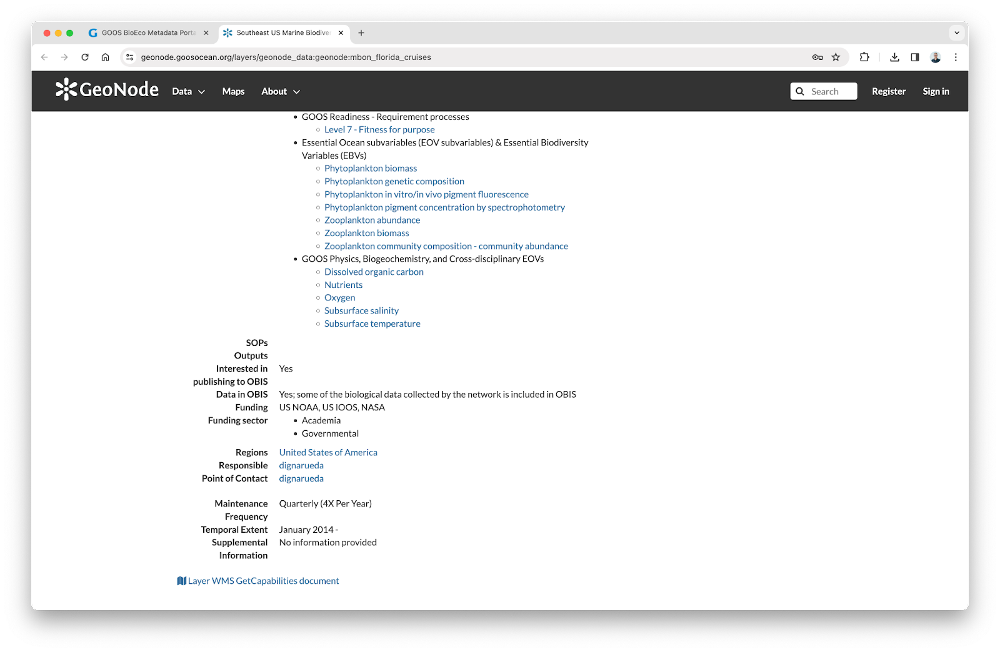 GOOS BioEco Metadata Porta
Southeast US Marine Biodiver
geonode.goosocean.org/layers/geonode_data:geonode:mbon_florida_cruises
GeoNode
Data
Maps
About
Search
Register
Sign in
GOOS Readiness - Requirement processes
Level 7 - Fitness for purpose
Essential Ocean subvariables (EOV subvariables) & Essential Biodiversity
Variables (EBVs)
Phytoplankton biomass
Phytoplankton genetic composition
Phytoplankton in vitro/in vivo pigment fluorescence
Phytoplankton pigment concentration by spectrophotometry
Zooplankton abundance
Zooplankton biomass
Zooplankton community composition - community abundance
GOOS Physics, Biogeochemistry, and Cross-disciplinary EOVs
Dissolved organic carbon
Nutrients
Oxygen
Subsurface salinity
Subsurface temperature
SOPs
Outputs
Interested in Yes
publishing to OBIS
Data in OBIS Yes; some of the biological data collected by the network is included in OBIS
Funding US NOAA, US IOOS, NASA
Funding sector Academia
Governmental
Regions United States of America
Responsible dignarueda
Point of Contact dignarueda
Maintenance Quarterly (4X Per Year)
Frequency
Temporal Extent January 2014 -
Supplemental No information provided
Information
Layer WMS GetCapabilities document